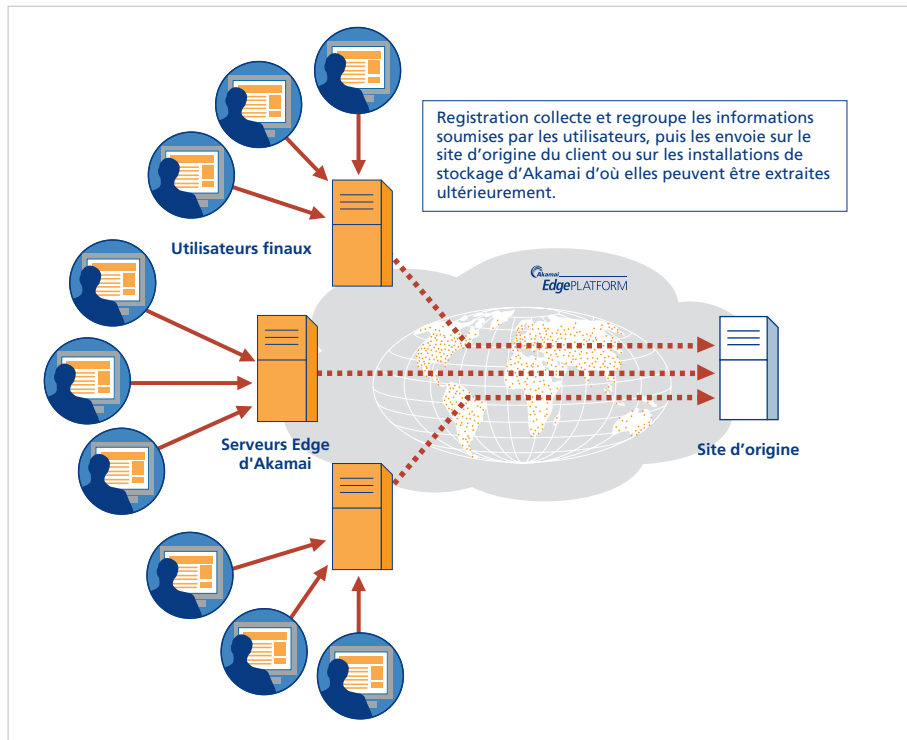 Registration collecte et regroupe les informations
soumises par les utilisateurs, puis les envoie sur le
site d'origine du client ou sur les installations de
stockage d'Akamai d'où elles peuvent être extraites
ultérieurement.
Utilisateurs finaux
Akamai
EdgePLATFORM
Serveurs Edge
d'Akamai
Site d'origine